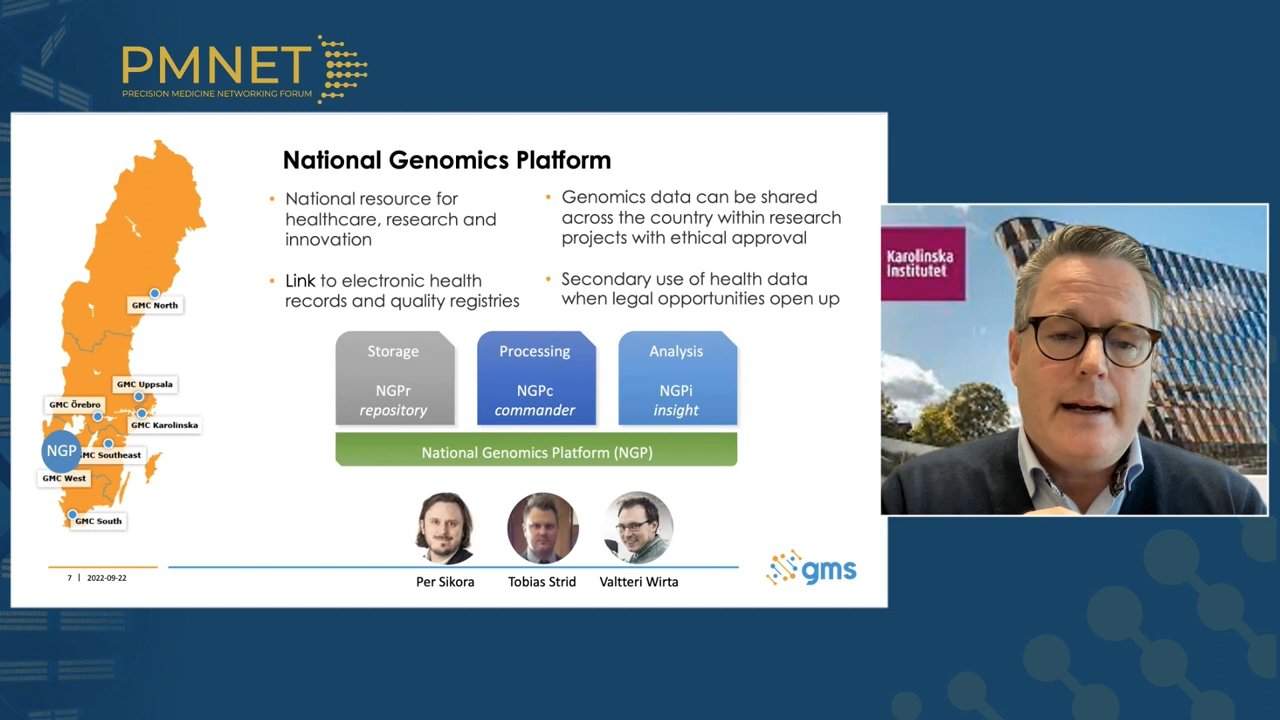 PMNET
PRECISION MEDICINE NETWORKING FORUM
National Genomics Platform
• National resource for
healthcare, research and
innovation
• Link to electronic health
records and quality registries
• Genomics data can be shared
across the country within research
projects with ethical approval
• Secondary use of health data
when legal opportunities open up
GMC North
GMC Uppsala
GMC Örebro
GMC Karolinska
NGP
GMC Southeast
GMC West
GMC South
Storage
NGPr
repository
Processing
NGPc
commander
Analysis
NGPi
insight
National Genomics Platform (NGP)
Per Sikora
Tobias Strid
Valtteri Wirta
7 | 2022-09-22
gms
Karolinska
Institutet